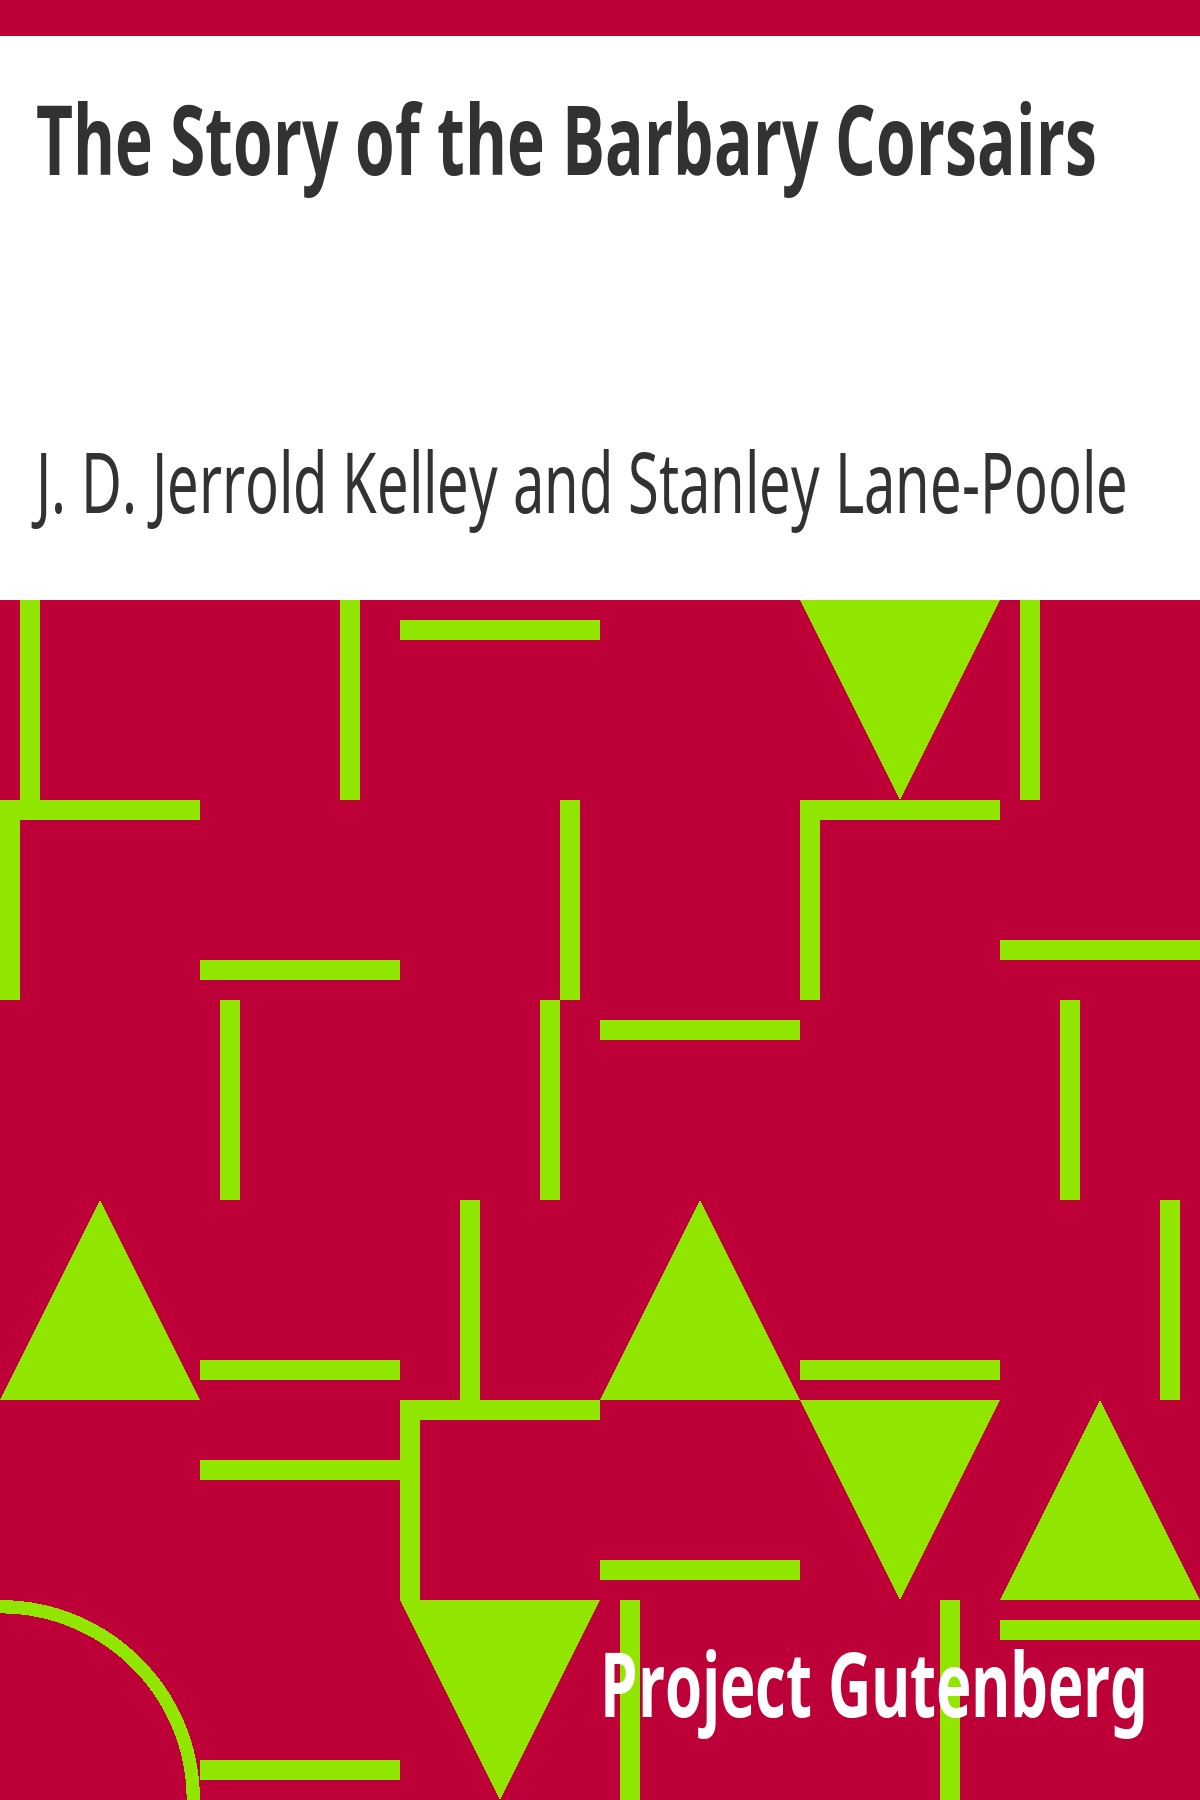 The Story of the Barbary Corsairs
J. D. Jerrold Kelley and Stanley Lane-Poole
Project Gutenberg